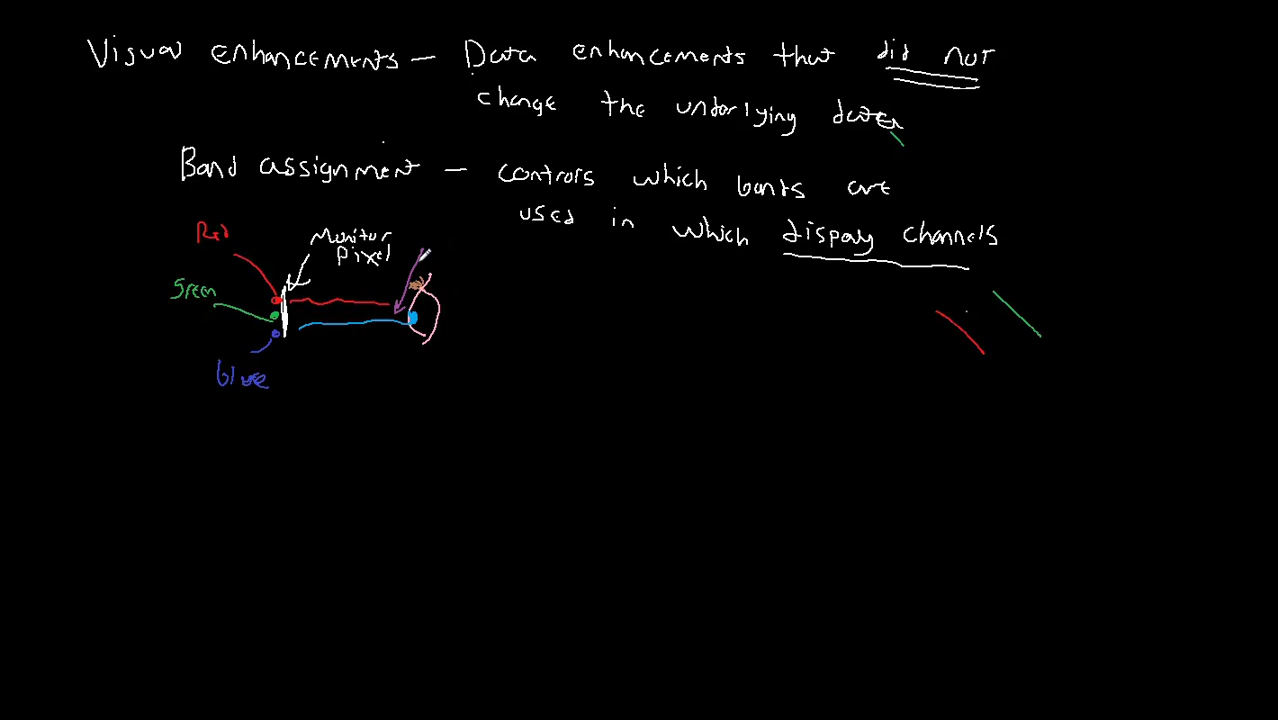 Visual enhancements - Data enhancements that did not
change the underlying data
Band assignment - controls which bands are
used in which display channels
Red
Monitor
pixel
Green
blue